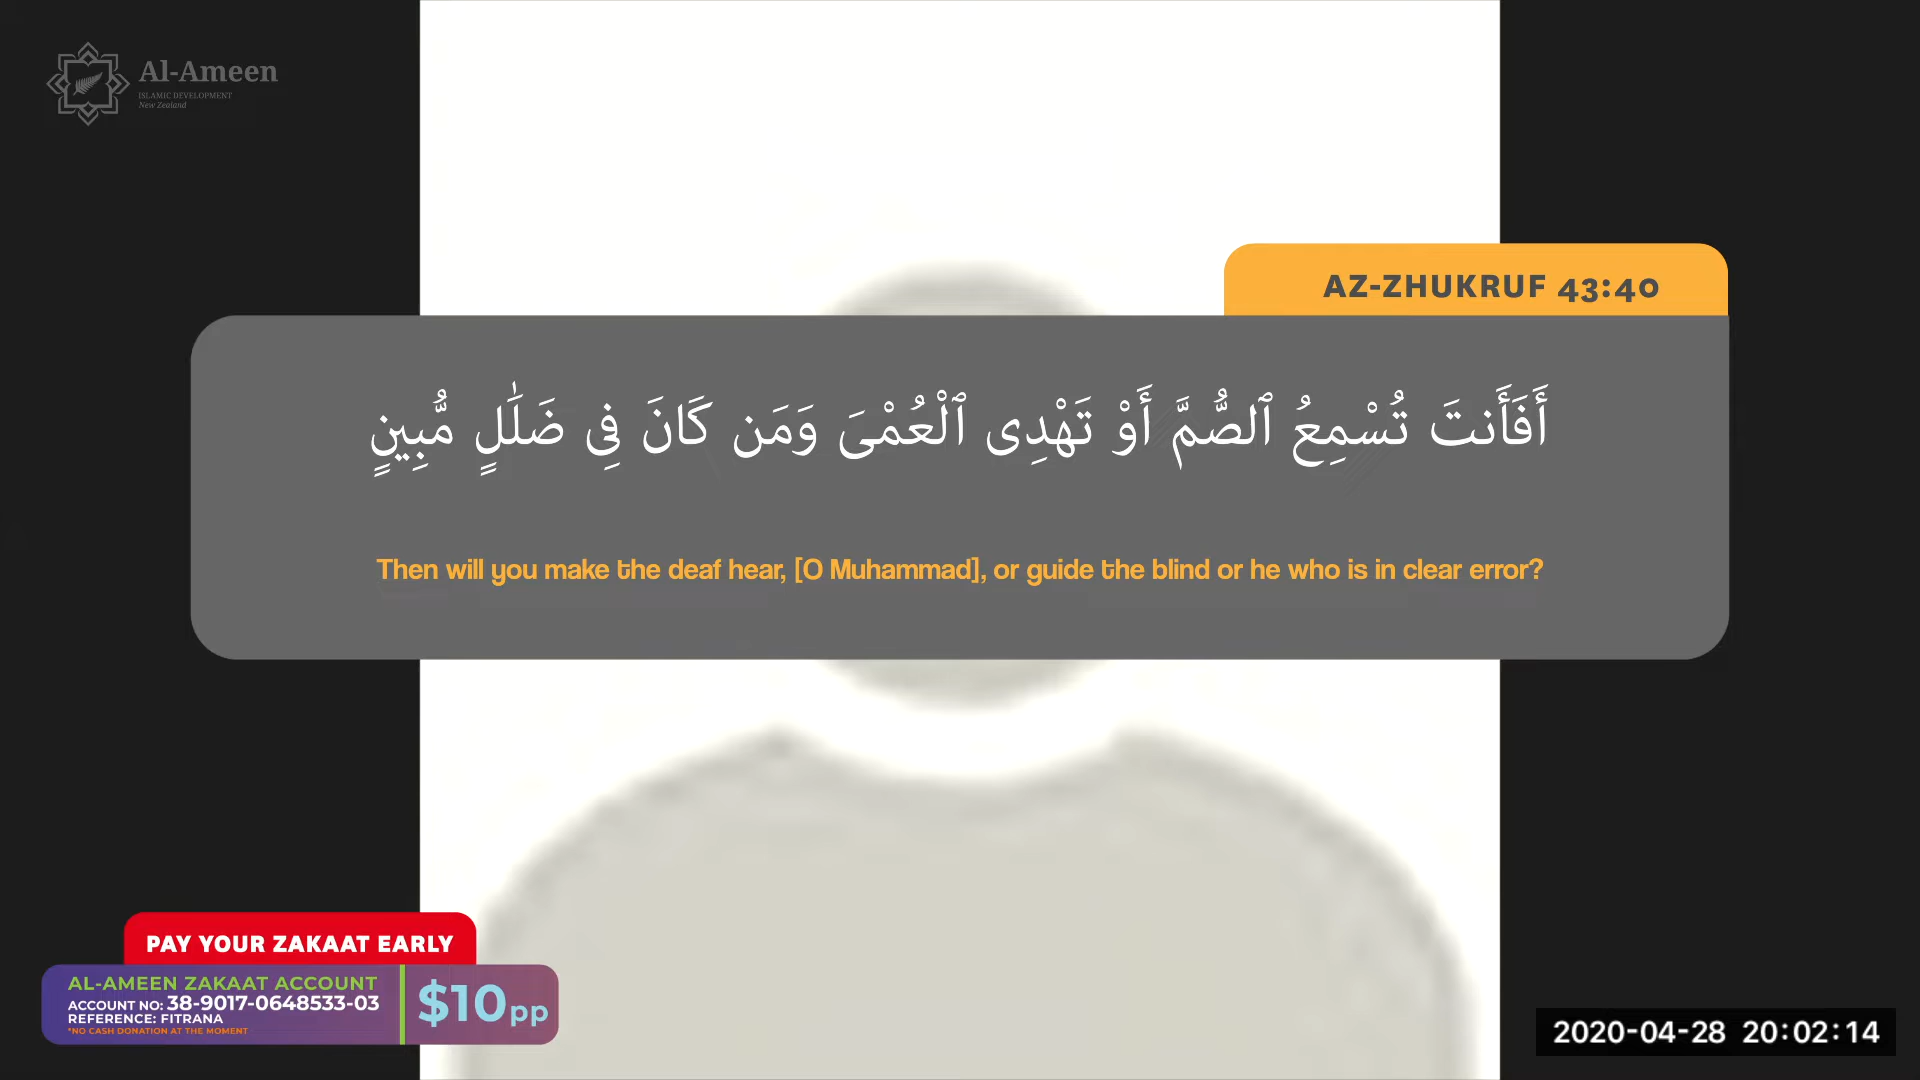 Al-Ameen
ISLAMIC DEVELOPMENT
New Zealand
AZ-ZHUKRUF 43:40
أَفَأَنتَ تُسْمِعُ ٱلصُّمَّ أَوْ تَهْدِى ٱلْعُمْىَ وَمَن كَانَ فِى ضَلَٰلٍ مُّبِينٍ
Then will you make the deaf hear, [O Muhammad], or guide the blind or he who is in clear error?
PAY YOUR ZAKAAT EARLY
AL-AMEEN ZAKAAT ACCOUNT
ACCOUNT NO: 38-9017-0648533-03
REFERENCE: FITRANA
*NO CASH DONATION AT THE MOMENT
$10pp
2020-04-28 20:02:14